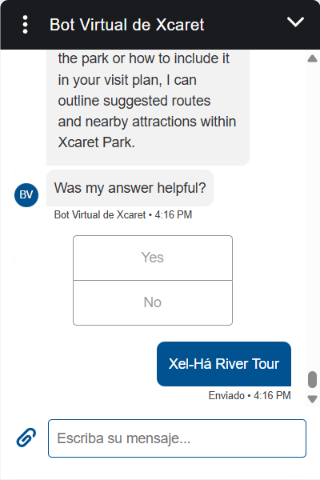 Bot Virtual de Xcaret
the park or how to include it
in your visit plan, I can
outline suggested routes
and nearby attractions within
Xcaret Park.
Was my answer helpful?
BV
Bot Virtual de Xcaret • 4:16 PM
Yes
No
Xel-Há River Tour
Enviado • 4:16 PM
Escriba su mensaje...